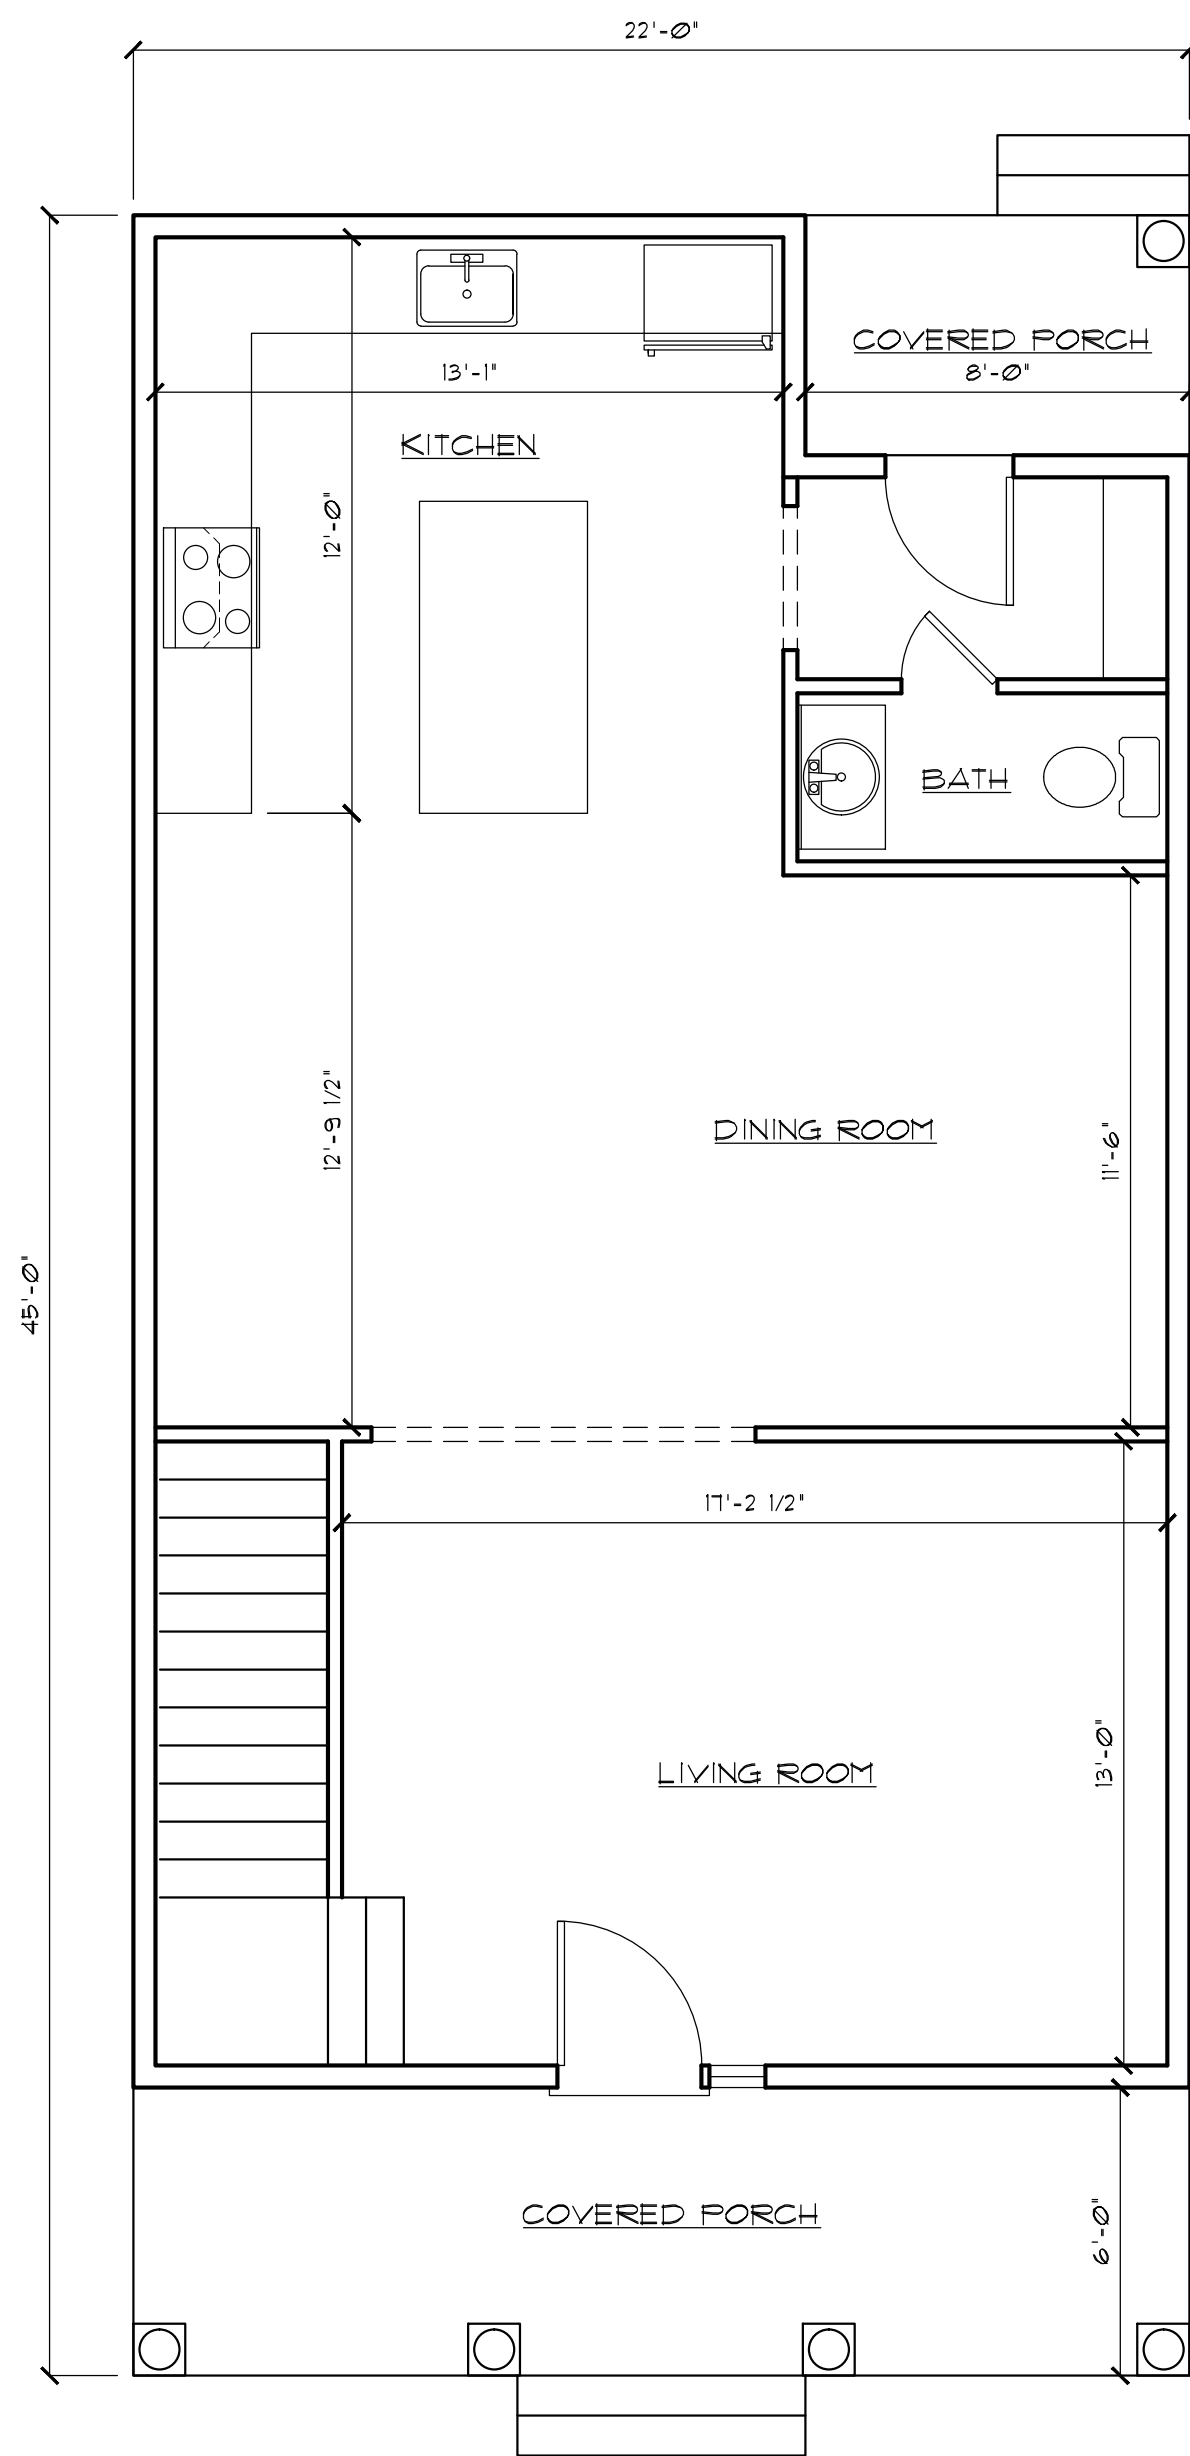 22'-0"
COVERED PORCH
13'-1"
8'-0"
KITCHEN
12'-0"
BATH
12'-9 1/2"
DINING ROOM
11'-6"
45'-0"
17'-2 1/2"
LIVING ROOM
13'-0"
COVERED PORCH
6'-0"